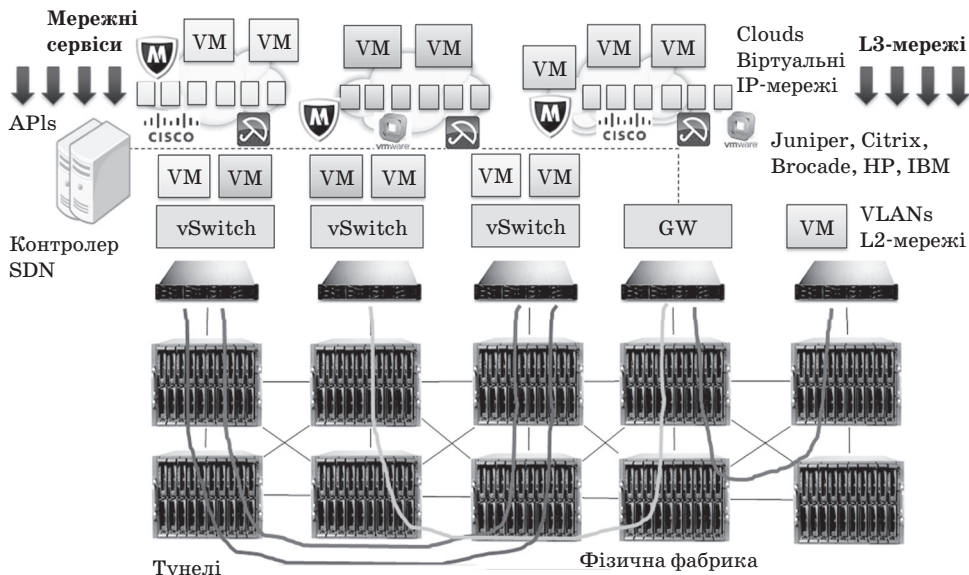 Мережні
сервіси
VM VM
VM VM
VM VM
VM
Clouds
Віртуальні
IP-мережі
L3-мережі
APIs
CISCO
vmware
CISCO
vmware
Juniper, Citrix,
Brocade, HP, IBM
VM VM
VM VM
VM VM
vSwitch
vSwitch
vSwitch
GW
VM
VLANs
L2-мережі
Контролер
SDN
Тунелі
Фізична фабрика